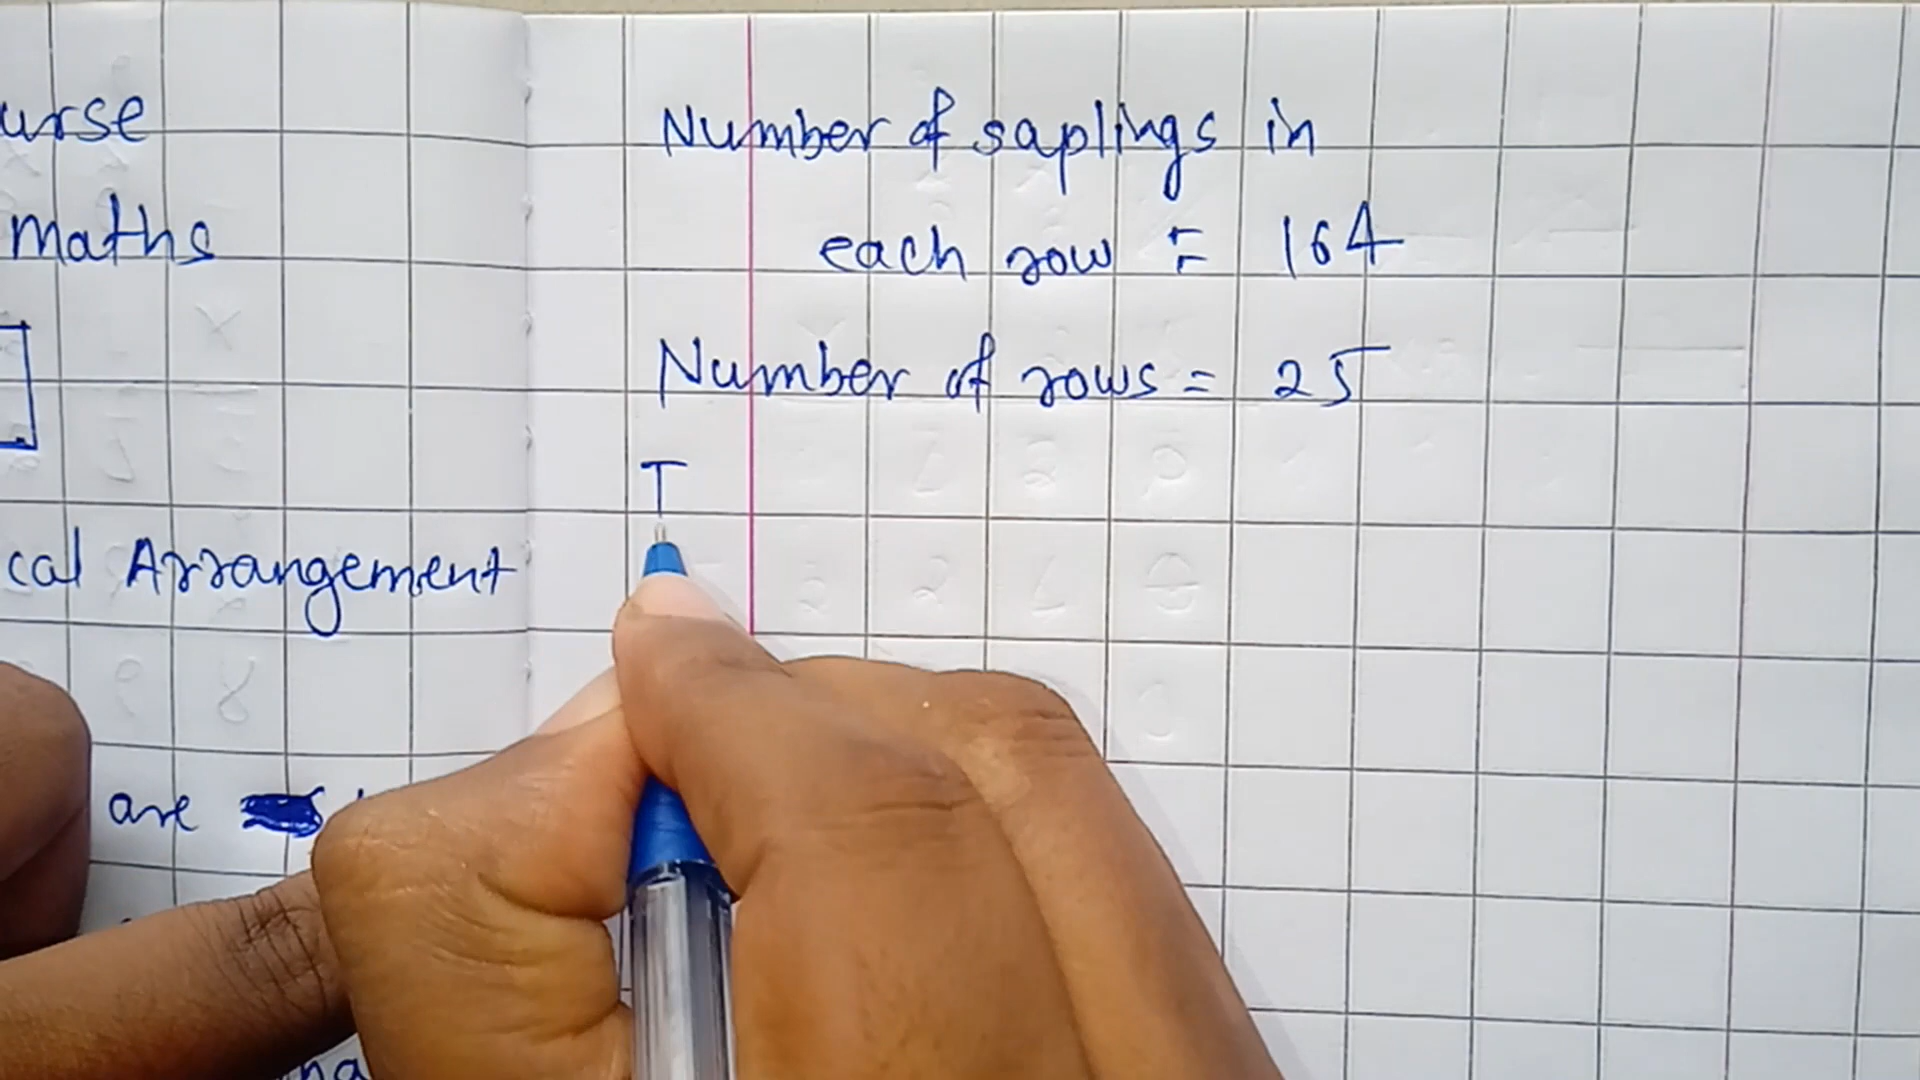 urse
maths
cal Arrangement
are
Number of saplings in
each row = 164
Number of rows = 25
T